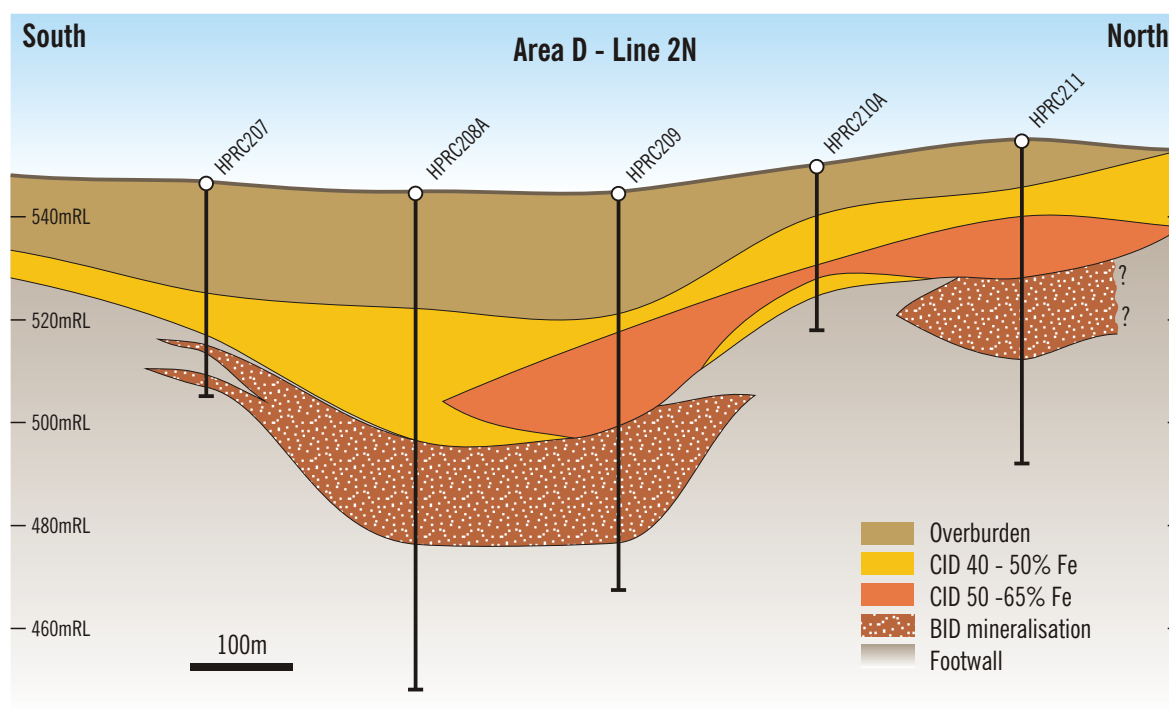 South
Area D - Line 2N
North
HPRC207
HPRC208A
HPRC209
HPRC210A
HPRC211
540mRL
520mRL
500mRL
480mRL
460mRL
?
?
100m
Overburden
CID 40 - 50% Fe
CID 50 -65% Fe
BID mineralisation
Footwall